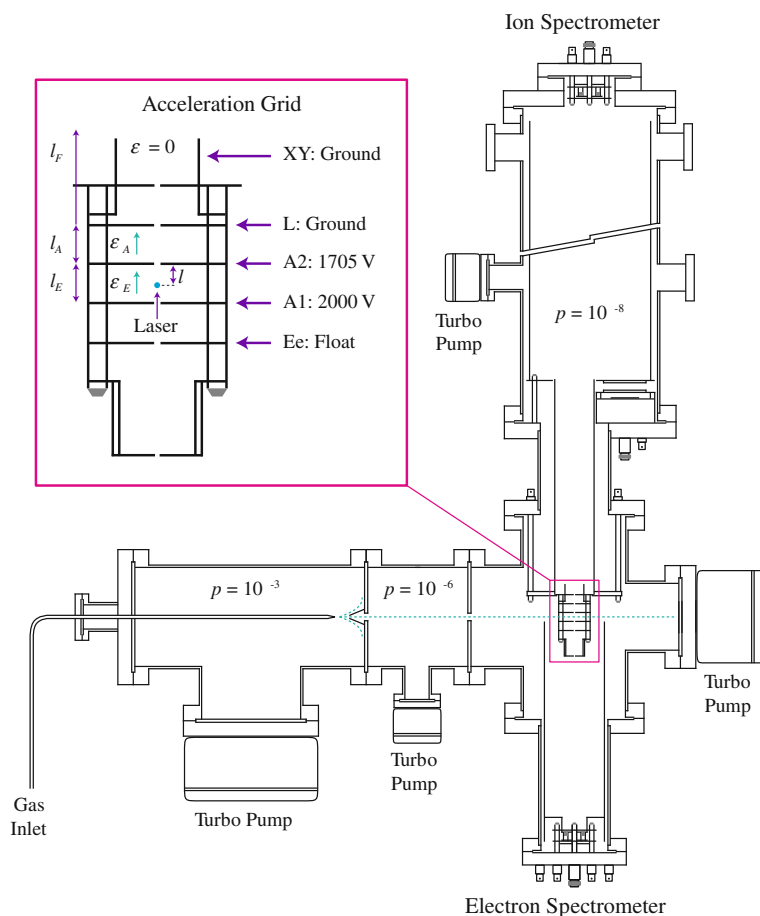 Ion Spectrometer
Acceleration Grid
l_F
ε = 0
XY: Ground
L: Ground
l_A
ε_A
A2: 1705 V
l_E
ε_E
l
A1: 2000 V
Laser
Ee: Float
Turbo
Pump
p = 10 ⁻⁸
p = 10 ⁻³
p = 10 ⁻⁶
Turbo
Pump
Turbo
Pump
Gas
Inlet
Turbo Pump
Electron Spectrometer